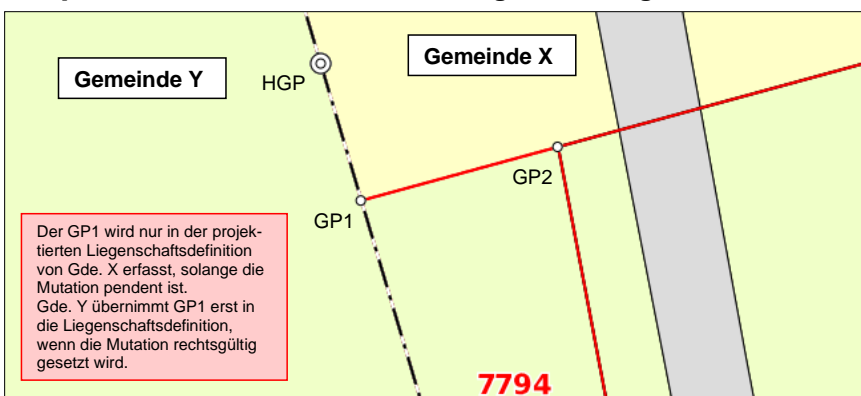 Gemeinde Y
HGP
Gemeinde X
GP2
GP1
Der GP1 wird nur in der projek-
tierten Liegenschaftsdefinition
von Gde. X erfasst, solange die
Mutation pendent ist.
Gde. Y übernimmt GP1 erst in
die Liegenschaftsdefinition,
wenn die Mutation rechtsgültig
gesetzt wird.
7794